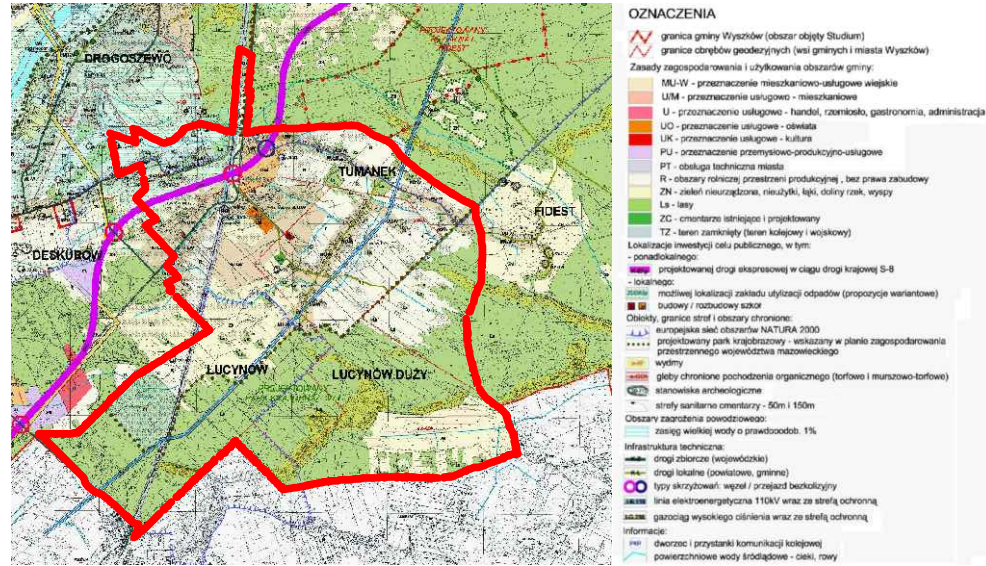 DROGOSZEWO
PROJEKTOWANY
FIDEST
TUMANEK
FIDEST
DESKURÓW
LUCYNÓW
LUCYNÓW DUŻY
OZNACZENIA
granica gminy Wyszków (obszar objęty Studium)
granice obrębów geodezyjnych (wsi gminnych i miasta Wyszków)
Zasady zagospodarowania i użytkowania obszarów gminy:
MU-W - przeznaczenie mieszkaniowo-usługowe wiejskie
U/M - przeznaczenie usługowo - mieszkaniowe
U - przeznaczenie usługowe - handel, rzemiosło, gastronomia, administracja
UO - przeznaczenie usługowe - oświata
UK - przeznaczenie usługowe - kultura
PU - przeznaczenie przemysłowo-produkcyjno-usługowe
PT - obsługa techniczna miasta
R - obszary rolniczej przestrzeni produkcyjnej , bez prawa zabudowy
ZN - zieleń nieurządzona, nieużytki, łąki, doliny rzek, wyspy
Ls - lasy
ZC - cmentarze istniejące i projektowany
TZ - teren zamknięty (teren kolejowy i wojskowy)
Lokalizacje inwestycji celu publicznego, w tym:
- ponadlokalnego:
projektowanej drogi ekspresowej w ciągu drogi krajowej S-8
- lokalnego:
możliwej lokalizacji zakładu utylizacji odpadów (propozycje wariantowe)
budowy / rozbudowy szkół
Obiekty, granice stref i obszary chronione:
europejska sieć obszarów NATURA 2000
projektowany park krajobrazowy - wskazany w planie zagospodarowania
przestrzennego województwa mazowieckiego
wydmy
gleby chronione pochodzenia organicznego (torfowo i murszowo-torfowe)
stanowiska archeologiczne
strefy sanitarne cmentarzy - 50m i 150m
Obszary zagrożenia powodziowego:
zasięg wielkiej wody o prawdopodob. 1%
Infrastruktura techniczna:
drogi zbiorcze (wojewódzkie)
drogi lokalne (powiatowe, gminne)
typy skrzyżowań: węzeł / przejazd bezkolizyjny
linia elektroenergetyczna 110kV wraz ze strefą ochronną
gazociąg wysokiego ciśnienia wraz ze strefą ochronną
Informacje:
PKP dworzec i przystanki komunikacji kolejowej
powierzchniowe wody śródlądowe - cieki, rowy